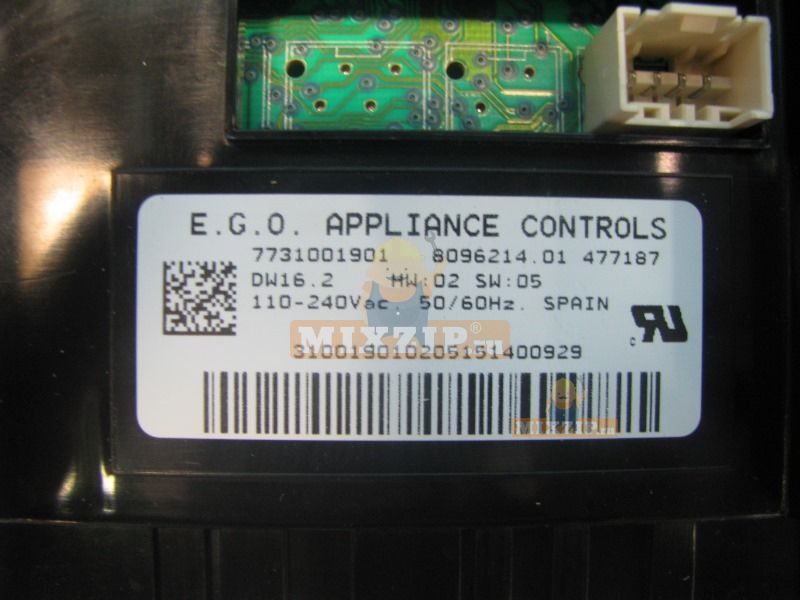 E.G.O. APPLIANCE CONTROLS
7731001901 8096214.01 477187
DW16.2 HW:02 SW:05
110-240Vac. 50/60Hz. SPAIN
MIXZIP®.ru
c UR
MIXZIP.ru